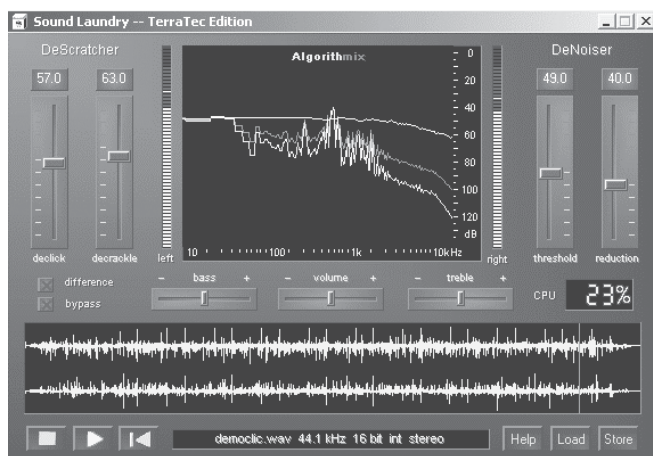 Sound Laundry -- TerraTec Edition
DeScratcher
57.0 63.0
declick decrackle
left
Algorithmix
0
20
40
60
80
100
120
dB
10 100 1k 10kHz
right
DeNoiser
49.0 40.0
threshold reduction
difference
bypass
- bass +
- volume +
- treble +
CPU 23%
democlic.wav 44.1 kHz 16 bit int stereo
Help Load Store